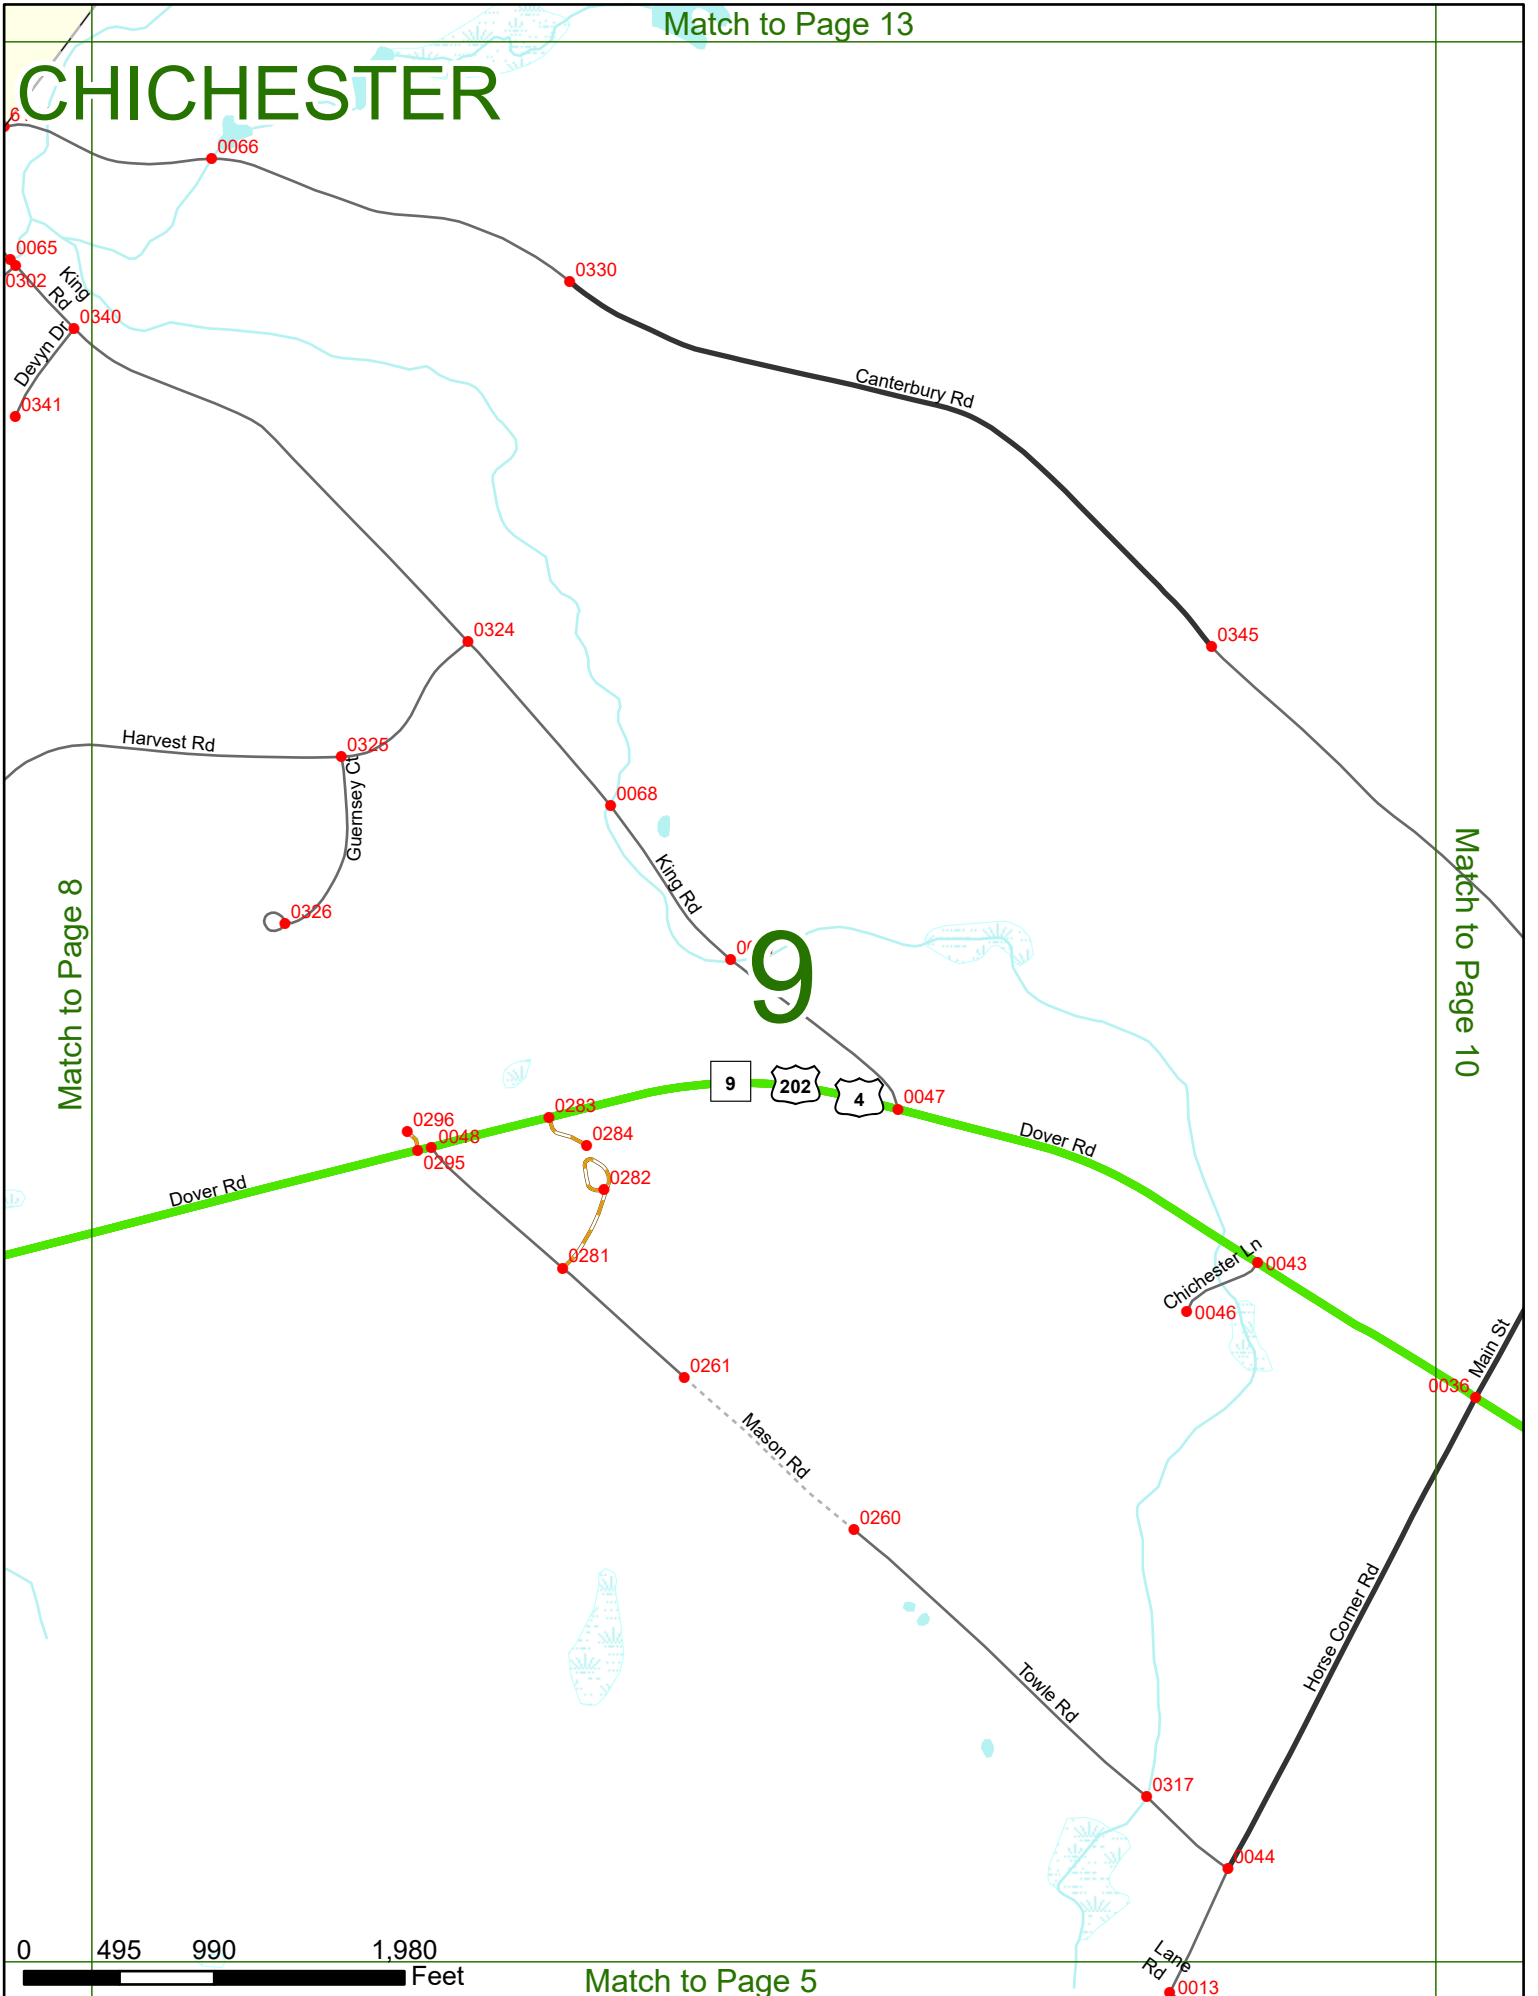 Match to Page 13
CHICHESTER
0066
0065
0302
King
Rd
0330
0340
Devyn Dr
0341
Canterbury Rd
0324
0345
Harvest Rd
0325
Guernsey Ct
0068
King Rd
0326
Match to Page 8
Match to Page 10
9
9
202
4
0047
0283
0296
0048
0284
0295
Dover Rd
0282
Dover Rd
0281
Chichester Ln
0043
0046
0261
Main St
0036
Mason Rd
0260
Horse Corner Rd
Towle Rd
0317
0044
0 495 990 1,980
Feet
Lane
Rd
Match to Page 5
0013